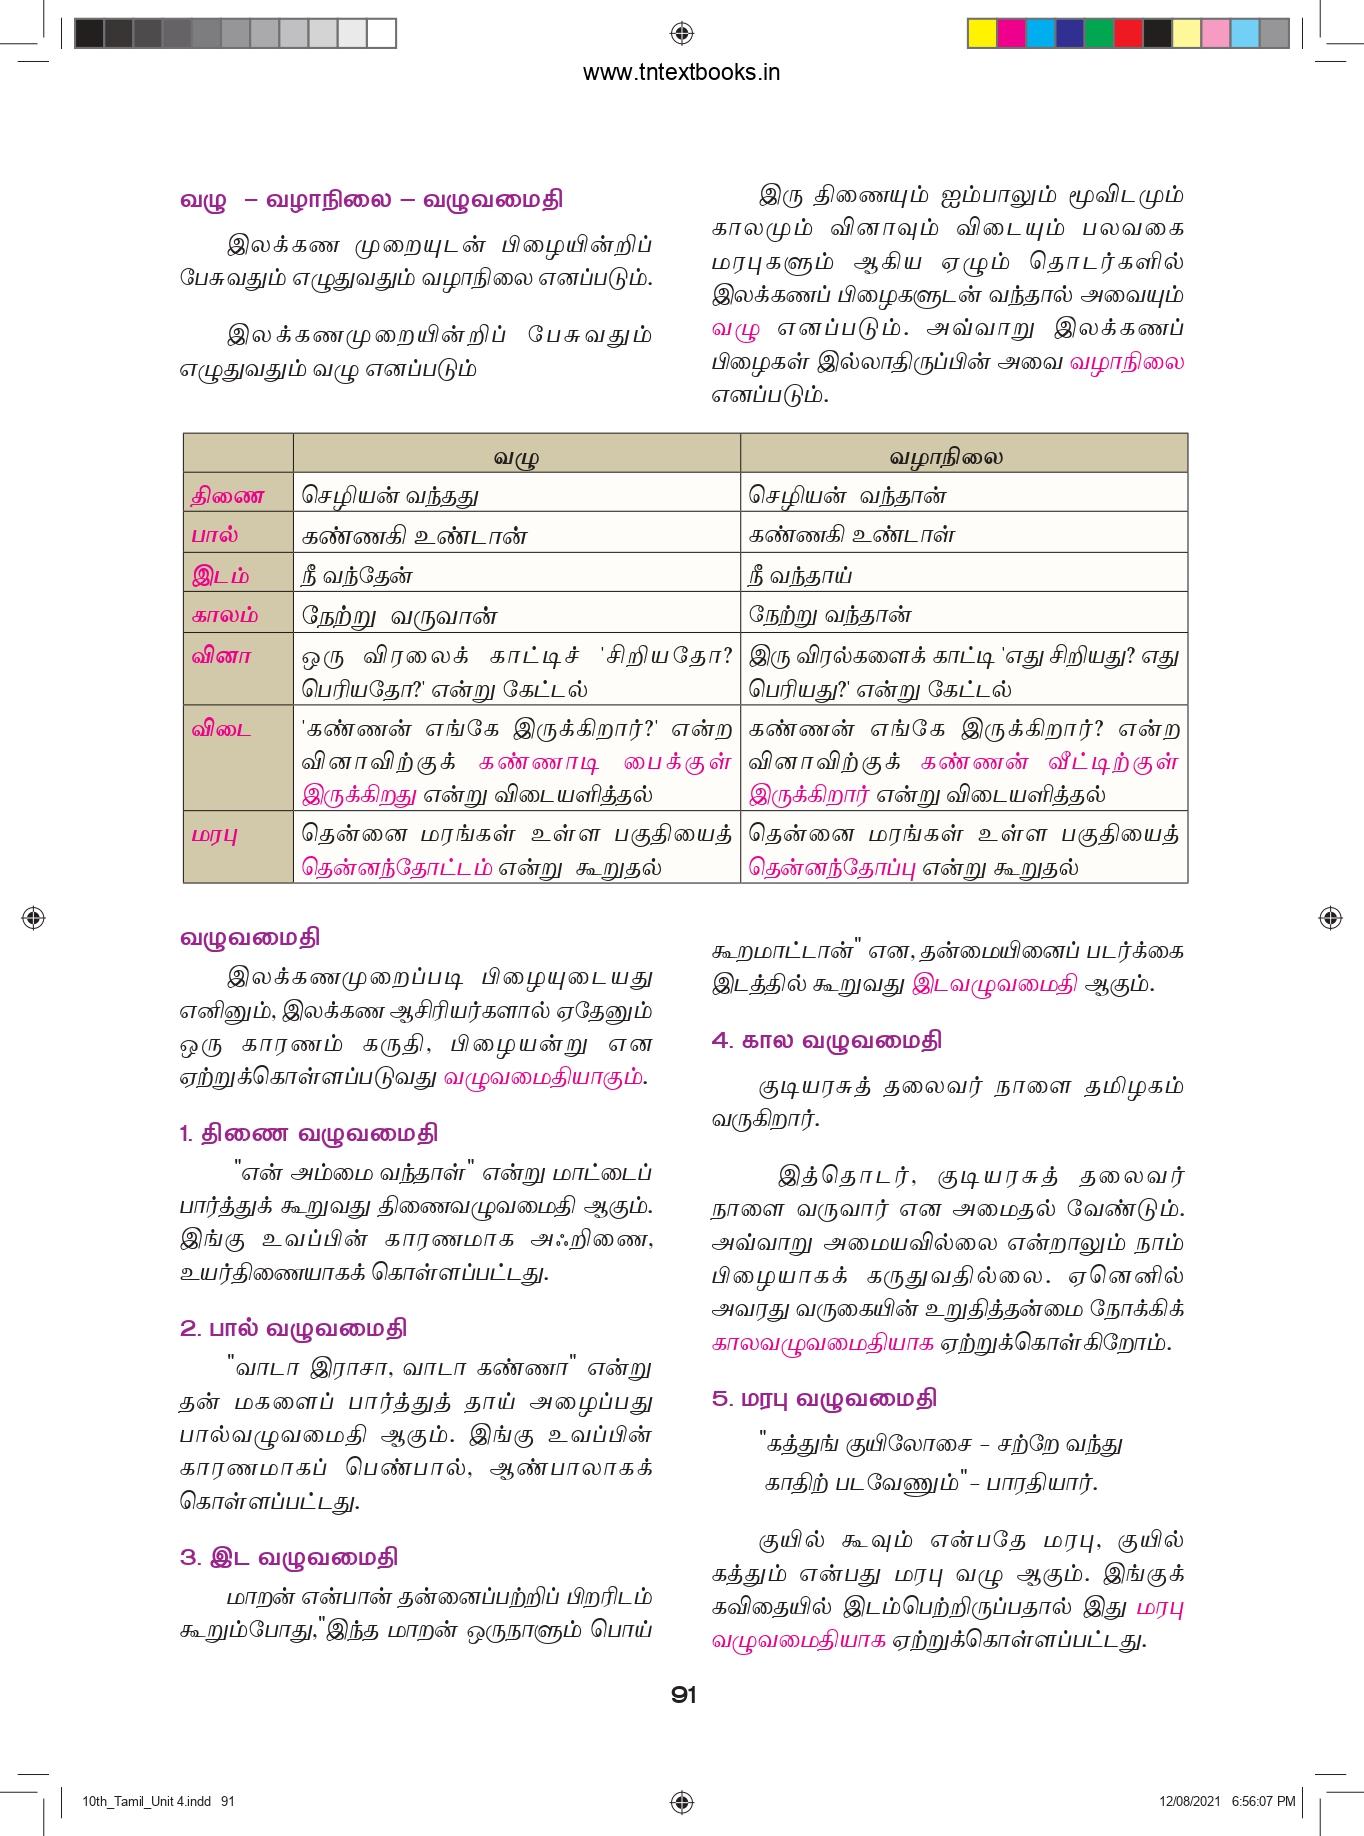 www.tntextbooks.in
வழு – வழாநிலை – வழுவமைதி
இலக்கண முறையுடன் பிழையின்றிப்
பேசுவதும் எழுதுவதும் வழாநிலை எனப்படும்.
இலக்கணமுறையின்றிப் பேசுவதும்
எழுதுவதும் வழு எனப்படும்
இரு திணையும் ஐம்பாலும் மூவிடமும்
காலமும் வினாவும் விடையும் பலவகை
மரபுகளும் ஆகிய ஏழும் தொடர்களில்
இலக்கணப் பிழைகளுடன் வந்தால் அவையும்
வழு எனப்படும். அவ்வாறு இலக்கணப்
பிழைகள் இல்லாதிருப்பின் அவை வழாநிலை
எனப்படும்.
வழு வழாநிலை
திணை செழியன் வந்தது செழியன் வந்தான்
பால் கண்ணகி உண்டான் கண்ணகி உண்டாள்
இடம் நீ வந்தேன் நீ வந்தாய்
காலம் நேற்று வருவான் நேற்று வந்தான்
வினா ஒரு விரலைக் காட்டிச் 'சிறியதோ? இரு விரல்களைக் காட்டி 'எது சிறியது? எது
பெரியதோ?' என்று கேட்டல் பெரியது?' என்று கேட்டல்
விடை 'கண்ணன் எங்கே இருக்கிறார்?' என்ற கண்ணன் எங்கே இருக்கிறார்? என்ற
வினாவிற்குக் கண்ணாடி பைக்குள் வினாவிற்குக் கண்ணன் வீட்டிற்குள்
இருக்கிறது என்று விடையளித்தல் இருக்கிறார் என்று விடையளித்தல்
மரபு தென்னை மரங்கள் உள்ள பகுதியைத் தென்னை மரங்கள் உள்ள பகுதியைத்
தென்னந்தோட்டம் என்று கூறுதல் தென்னந்தோப்பு என்று கூறுதல்
வழுவமைதி
இலக்கணமுறைப்படி பிழையுடையது
எனினும், இலக்கண ஆசிரியர்களால் ஏதேனும்
ஒரு காரணம் கருதி, பிழையன்று என
ஏற்றுக்கொள்ளப்படுவது வழுவமைதியாகும்.
1. திணை வழுவமைதி
"என் அம்மை வந்தாள்" என்று மாட்டைப்
பார்த்துக் கூறுவது திணைவழுவமைதி ஆகும்.
இங்கு உவப்பின் காரணமாக அஃறிணை,
உயர்திணையாகக் கொள்ளப்பட்டது.
2. பால் வழுவமைதி
"வாடா இராசா, வாடா கண்ணா" என்று
தன் மகளைப் பார்த்துத் தாய் அழைப்பது
பால்வழுவமைதி ஆகும். இங்கு உவப்பின்
காரணமாகப் பெண்பால், ஆண்பாலாகக்
கொள்ளப்பட்டது.
3. இட வழுவமைதி
மாறன் என்பான் தன்னைப்பற்றிப் பிறரிடம்
கூறும்போது,"இந்த மாறன் ஒருநாளும் பொய்
கூறமாட்டான்" என, தன்மையினைப் படர்க்கை
இடத்தில் கூறுவது இடவழுவமைதி ஆகும்.
4. கால வழுவமைதி
குடியரசுத் தலைவர் நாளை தமிழகம்
வருகிறார்.
இத்தொடர், குடியரசுத் தலைவர்
நாளை வருவார் என அமைதல் வேண்டும்.
அவ்வாறு அமையவில்லை என்றாலும் நாம்
பிழையாகக் கருதுவதில்லை. ஏனெனில்
அவரது வருகையின் உறுதித்தன்மை நோக்கிக்
காலவழுவமைதியாக ஏற்றுக்கொள்கிறோம்.
5. மரபு வழுவமைதி
"கத்துங் குயிலோசை – சற்றே வந்து
காதிற் படவேணும்" – பாரதியார்.
குயில் கூவும் என்பதே மரபு, குயில்
கத்தும் என்பது மரபு வழு ஆகும். இங்குக்
கவிதையில் இடம்பெற்றிருப்பதால் இது மரபு
வழுவமைதியாக ஏற்றுக்கொள்ளப்பட்டது.
91
10th_Tamil_Unit 4.indd 91 12/08/2021 6:56:07 PM